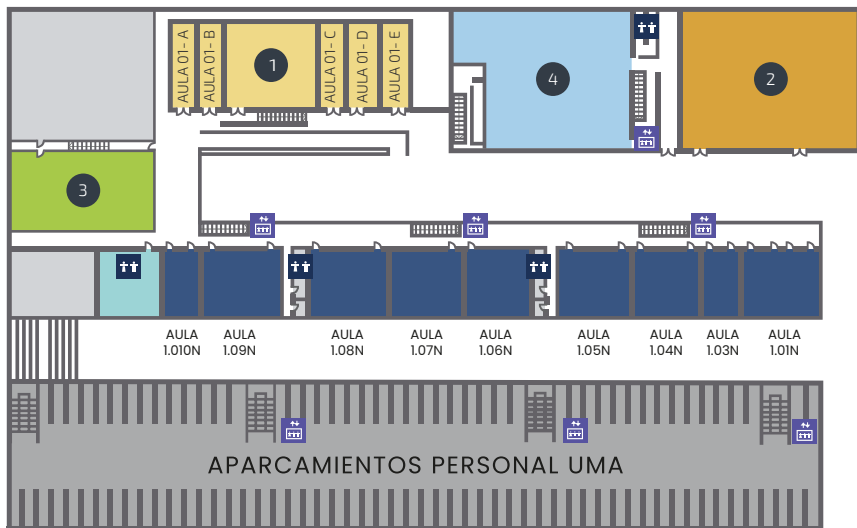 AULA 01- A
AULA 01- B
1
AULA 01- C
AULA 01- D
AULA 01- E
4
2
3
AULA
1.010N
AULA
1.09N
AULA
1.08N
AULA
1.07N
AULA
1.06N
AULA
1.05N
AULA
1.04N
AULA
1.03N
AULA
1.01N
APARCAMIENTOS PERSONAL UMA